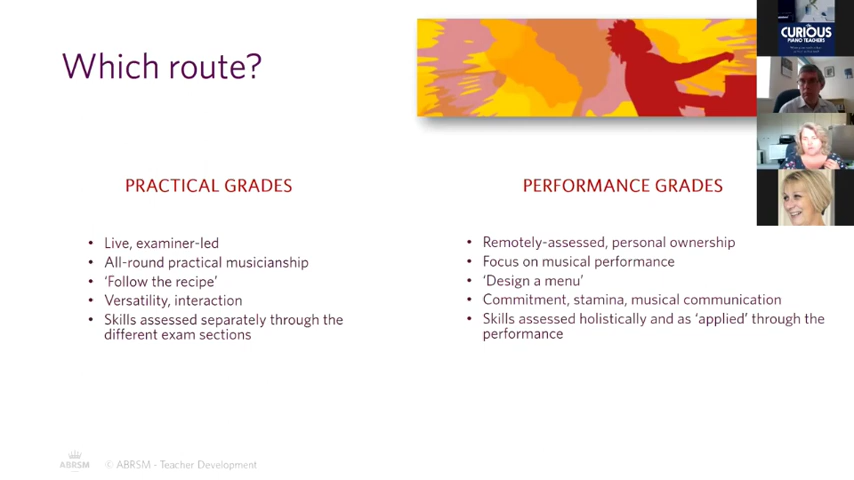 Which route?
CURIOUS
PIANO TEACHERS
PRACTICAL GRADES
• Live, examiner-led
• All-round practical musicianship
• 'Follow the recipe'
• Versatility, interaction
• Skills assessed separately through the
different exam sections
PERFORMANCE GRADES
• Remotely-assessed, personal ownership
• Focus on musical performance
• 'Design a menu'
• Commitment, stamina, musical communication
• Skills assessed holistically and as 'applied' through the
performance
ABRSM
© ABRSM - Teacher Development